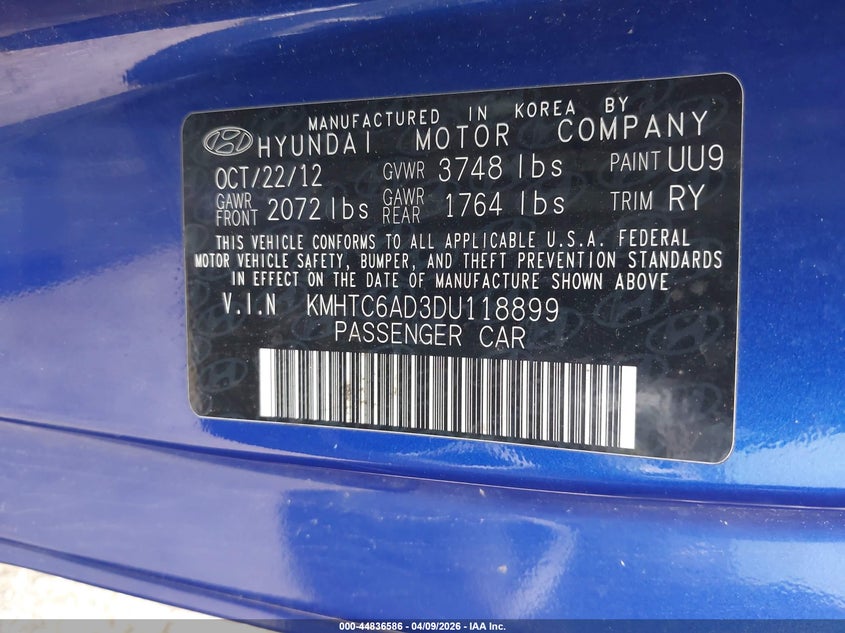 MANUFACTURED IN KOREA BY
HYUNDAI MOTOR COMPANY
OCT/22/12 GVWR 3748 lbs PAINT UU9
GAWR FRONT 2072 lbs GAWR REAR 1764 lbs TRIM RY
THIS VEHICLE CONFORMS TO ALL APPLICABLE U.S.A. FEDERAL
MOTOR VEHICLE SAFETY, BUMPER, AND THEFT PREVENTION STANDARDS
IN EFFECT ON THE DATE OF MANUFACTURE SHOWN ABOVE
V.I.N KMHTC6AD3DU118899
PASSENGER CAR
000-44836586 - 04/09/2026 - IAA Inc.